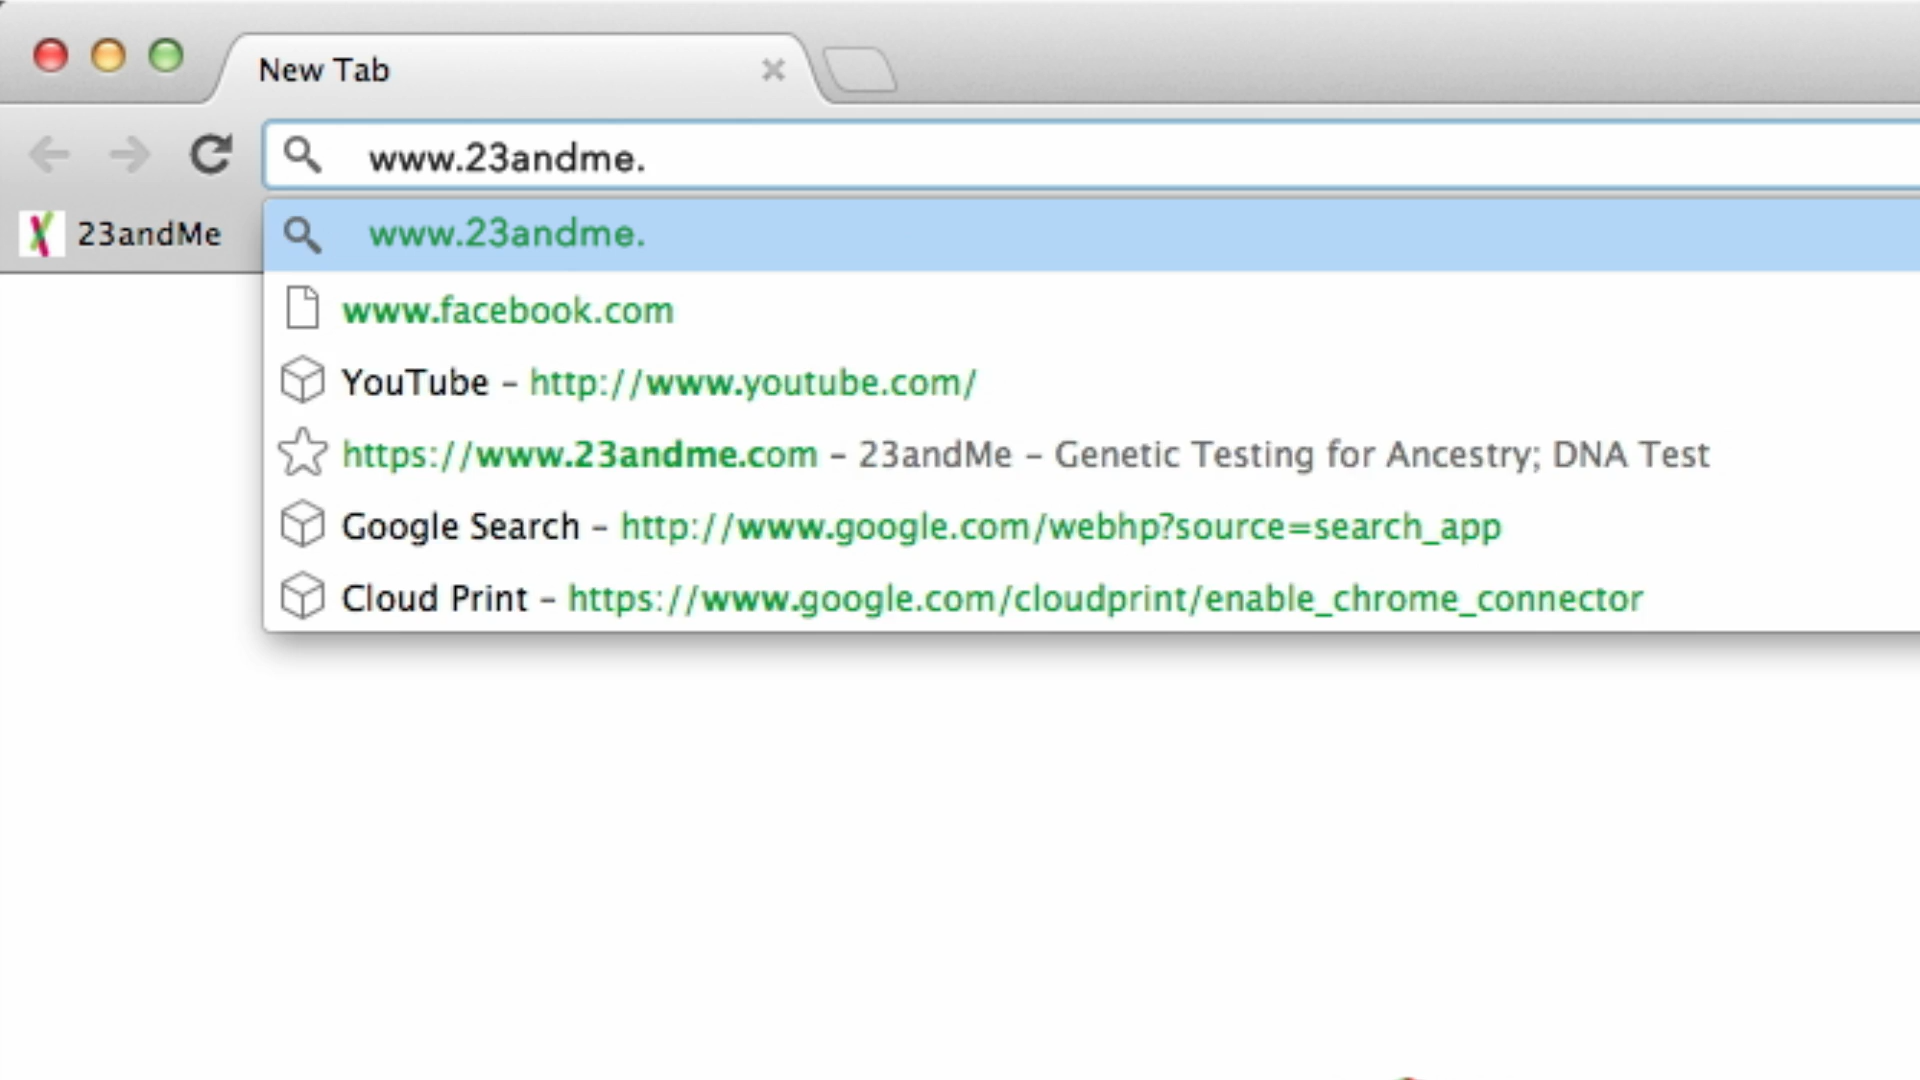 New Tab
www.23andme.
23andMe
www.23andme.
www.facebook.com
YouTube – http://www.youtube.com/
https://www.23andme.com – 23andMe – Genetic Testing for Ancestry; DNA Test
Google Search – http://www.google.com/webhp?source=search_app
Cloud Print – https://www.google.com/cloudprint/enable_chrome_connector